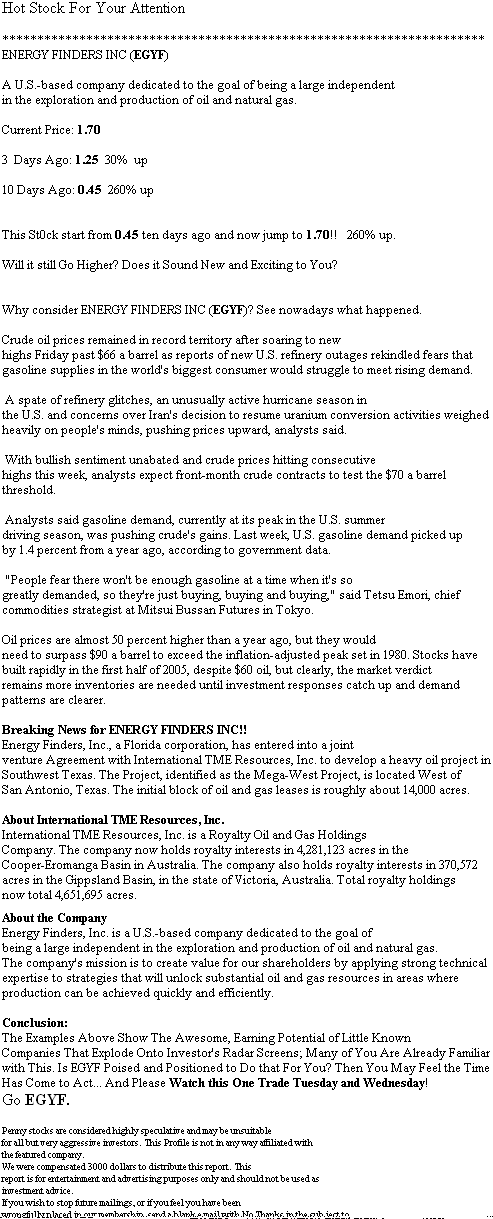 Hot Stock For Your Attention
*********************************************************************
ENERGY FINDERS INC (EGYF)
A U.S.-based company dedicated to the goal of being a large independent
in the exploration and production of oil and natural gas.
Current Price: 1.70
3 Days Ago: 1.25 30% up
10 Days Ago: 0.45 260% up
This St0ck start from 0.45 ten days ago and now jump to 1.70!! 260% up.
Will it still Go Higher? Does it Sound New and Exciting to You?
Why consider ENERGY FINDERS INC (EGYF)? See nowadays what happened.
Crude oil prices remained in record territory after soaring to new
highs Friday past $66 a barrel as reports of new U.S. refinery outages rekindled fears that
gasoline supplies in the world's biggest consumer would struggle to meet rising demand.
A spate of refinery glitches, an unusually active hurricane season in
the U.S. and concerns over Iran's decision to resume uranium conversion activities weighed
heavily on people's minds, pushing prices upward, analysts said.
With bullish sentiment unabated and crude prices hitting consecutive
highs this week, analysts expect front-month crude contracts to test the $70 a barrel
threshold.
Analysts said gasoline demand, currently at its peak in the U.S. summer
driving season, was pushing crude's gains. Last week, U.S. gasoline demand picked up
by 1.4 percent from a year ago, according to government data.
"People fear there won't be enough gasoline at a time when it's so
greatly demanded, so they're just buying, buying and buying," said Tetsu Emori, chief
commodities strategist at Mitsui Bussan Futures in Tokyo.
Oil prices are almost 50 percent higher than a year ago, but they would
need to surpass $90 a barrel to exceed the inflation-adjusted peak set in 1980. Stocks have
built rapidly in the first half of 2005, despite $60 oil, but clearly, the market verdict
remains more inventories are needed until investment responses catch up and demand
patterns are clearer.
Breaking News for ENERGY FINDERS INC!!
Energy Finders, Inc., a Florida corporation, has entered into a joint
venture Agreement with International TME Resources, Inc. to develop a heavy oil project in
Southwest Texas. The Project, identified as the Mega-West Project, is located West of
San Antonio, Texas. The initial block of oil and gas leases is roughly about 14,000 acres.
About International TME Resources, Inc.
International TME Resources, Inc. is a Royalty Oil and Gas Holdings
Company. The company now holds royalty interests in 4,281,123 acres in the
Cooper-Eromanga Basin in Australia. The company also holds royalty interests in 370,572
acres in the Gippsland Basin, in the state of Victoria, Australia. Total royalty holdings
now total 4,651,695 acres.
About the Company
Energy Finders, Inc. is a U.S.-based company dedicated to the goal of
being a large independent in the exploration and production of oil and natural gas.
The company's mission is to create value for our shareholders by applying strong technical
expertise to strategies that will unlock substantial oil and gas resources in areas where
production can be achieved quickly and efficiently.
Conclusion:
The Examples Above Show The Awesome, Earning Potential of Little Known
Companies That Explode Onto Investor's Radar Screens; Many of You Are Already Familiar
with This. Is EGYF Poised and Positioned to Do that For You? Then You May Feel the Time
Has Come to Act... And Please Watch this One Trade Tuesday and Wednesday!
Go EGYF.
Penny stocks are considered highly speculative and may be unsuitable
for all but very aggressive investors. This Profile is not in any way affiliated with
the featured company.
We were compensated 3000 dollars to distribute this report. This
report is for entertainment and advertising purposes only and should not be used as
investment advice.
If you wish to stop future mailings, or if you feel you have been
wrongfully placed in our membership, send a blank e mail with No Thanks in the subject to